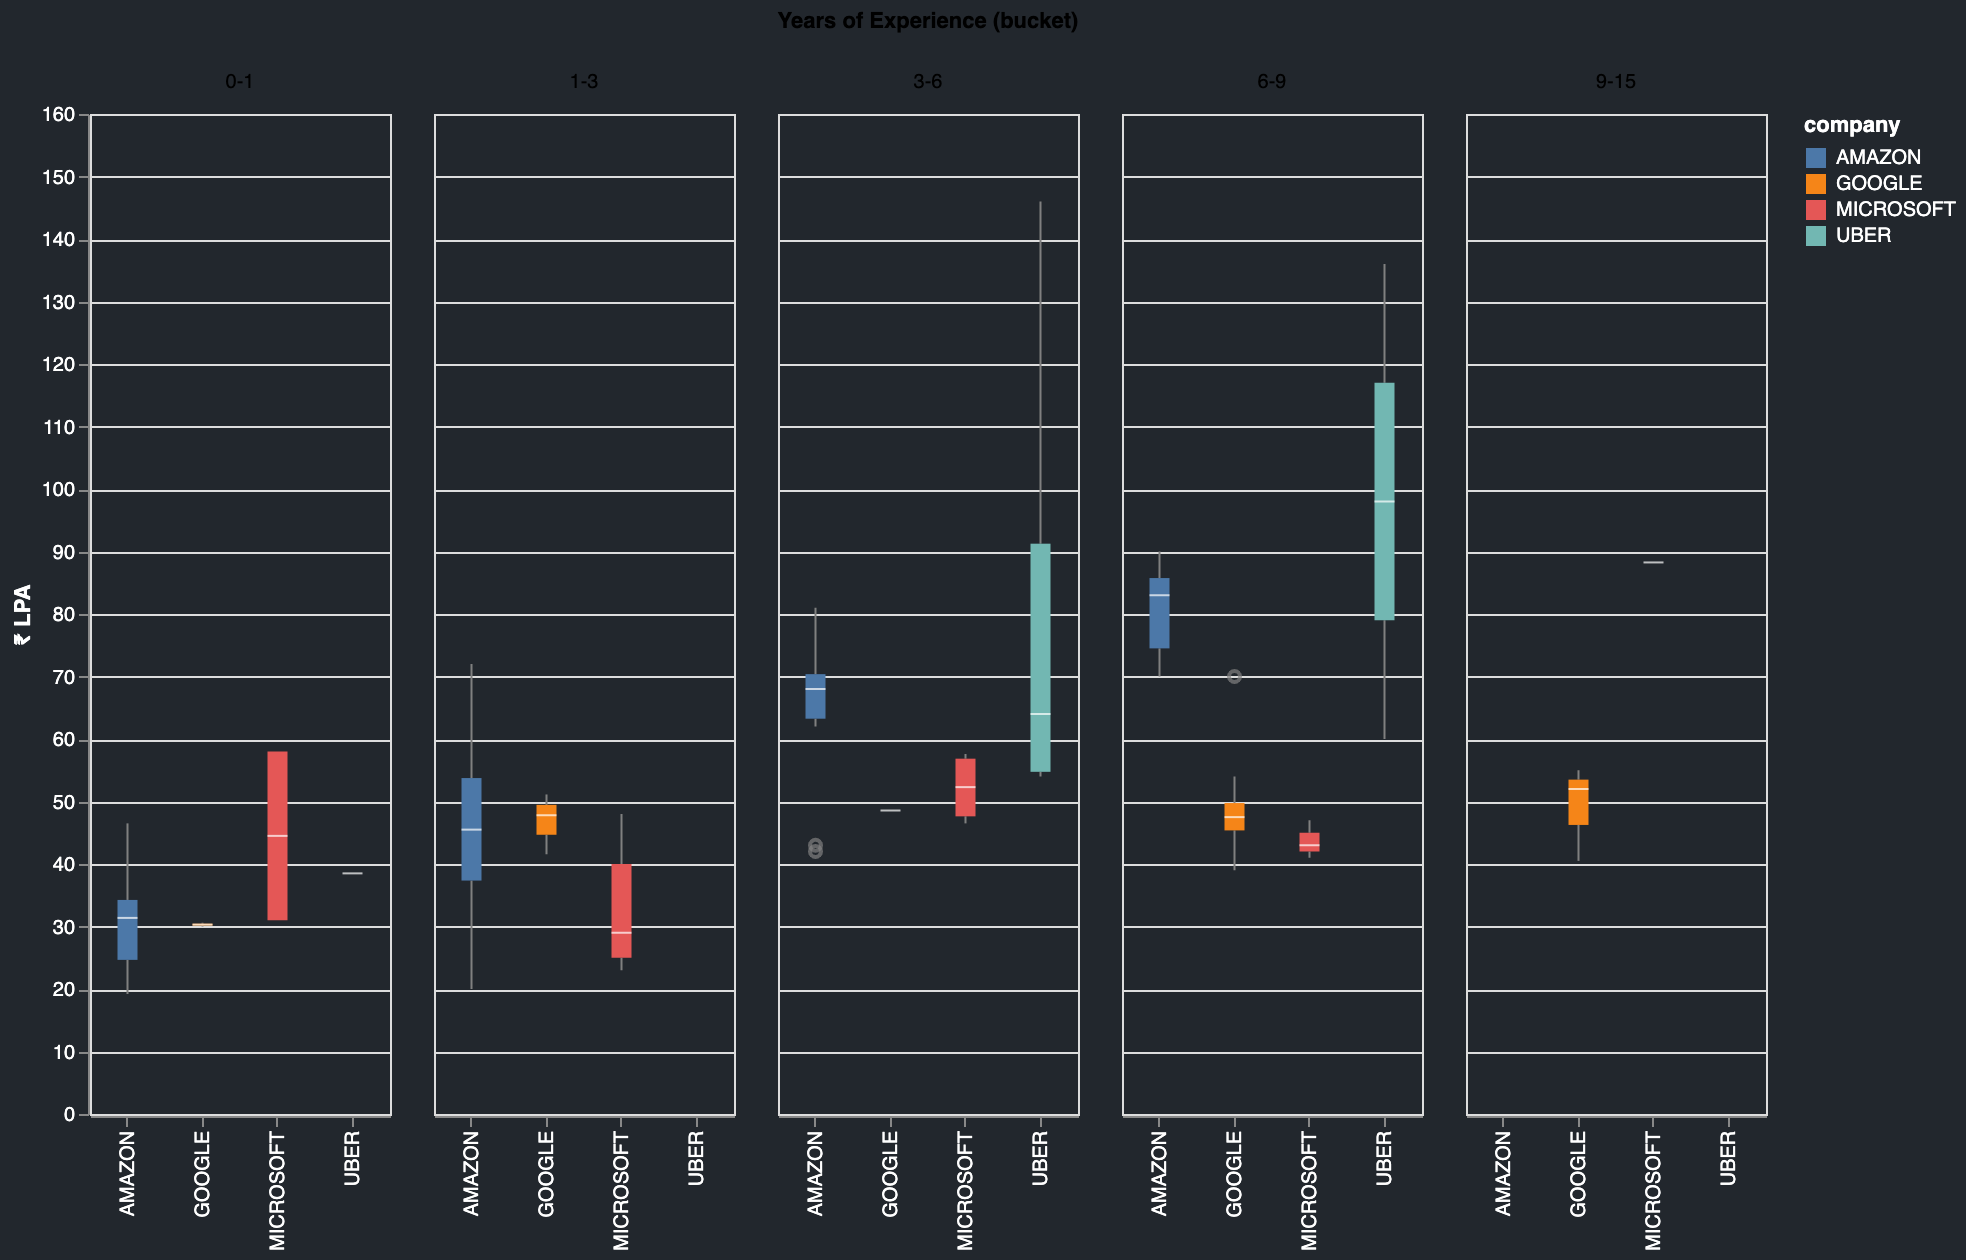 Years of Experience (bucket)
0-1 1-3 3-6 6-9 9-15
company
AMAZON
GOOGLE
MICROSOFT
UBER
₹ LPA
160
150
140
130
120
110
100
90
80
70
60
50
40
30
20
10
0
AMAZON GOOGLE MICROSOFT UBER AMAZON GOOGLE MICROSOFT UBER AMAZON GOOGLE MICROSOFT UBER AMAZON GOOGLE MICROSOFT UBER AMAZON GOOGLE MICROSOFT UBER